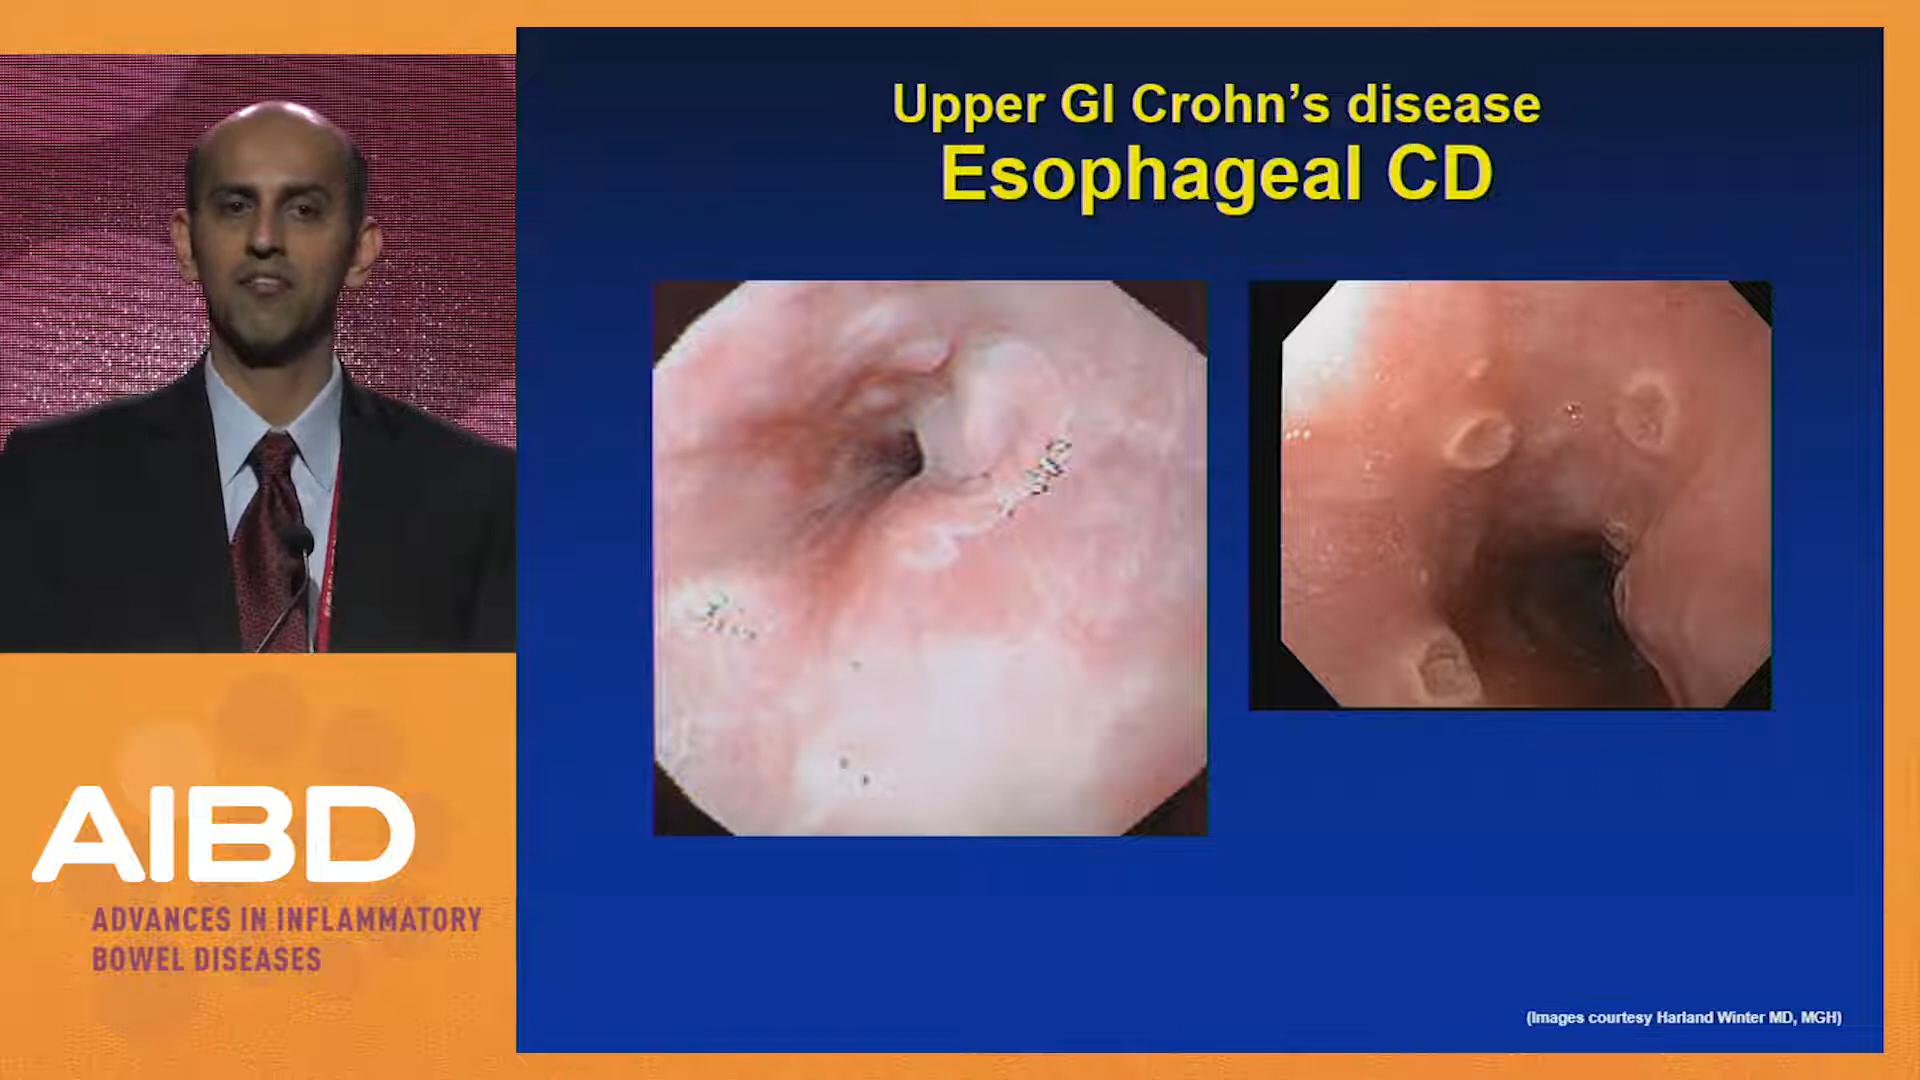 Upper GI Crohn's disease
Esophageal CD
(Images courtesy Harland Winter MD, MGH)
AIBD
ADVANCES IN INFLAMMATORY
BOWEL DISEASES